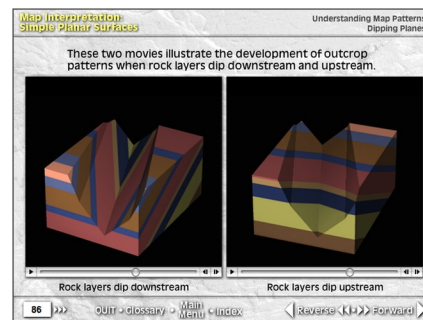 Map Interpretation:
Simple Planar Surfaces
Understanding Map Patterns
Dipping Planes
These two movies illustrate the development of outcrop
patterns when rock layers dip downstream and upstream.
Rock layers dip downstream
Rock layers dip upstream
86
QUIT • Glossary • Main Menu • Index
Reverse
Forward